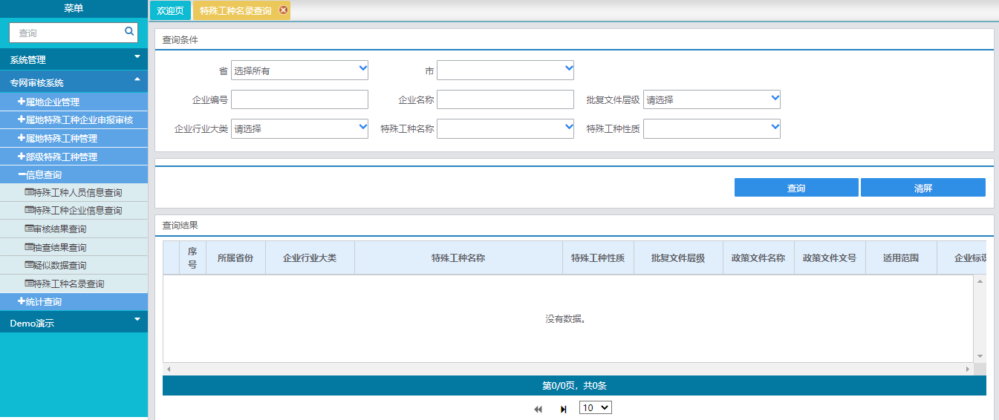 菜单
查询
系统管理
专网审核系统
属地企业管理
属地特殊工种企业申报审核
属地特殊工种管理
部级特殊工种管理
信息查询
特殊工种人员信息查询
特殊工种企业信息查询
审核结果查询
抽查结果查询
疑似数据查询
特殊工种名录查询
统计查询
Demo演示
欢迎页 特殊工种名录查询
查询条件
省 选择所有 市
企业编号 企业名称 批复文件层级 请选择
企业行业大类 请选择 特殊工种名称 特殊工种性质
查询 清屏
查询结果
序号 所属省份 企业行业大类 特殊工种名称 特殊工种性质 批复文件层级 政策文件名称 政策文件文号 适用范围 企业标识
没有数据。
第0/0页，共0条
10